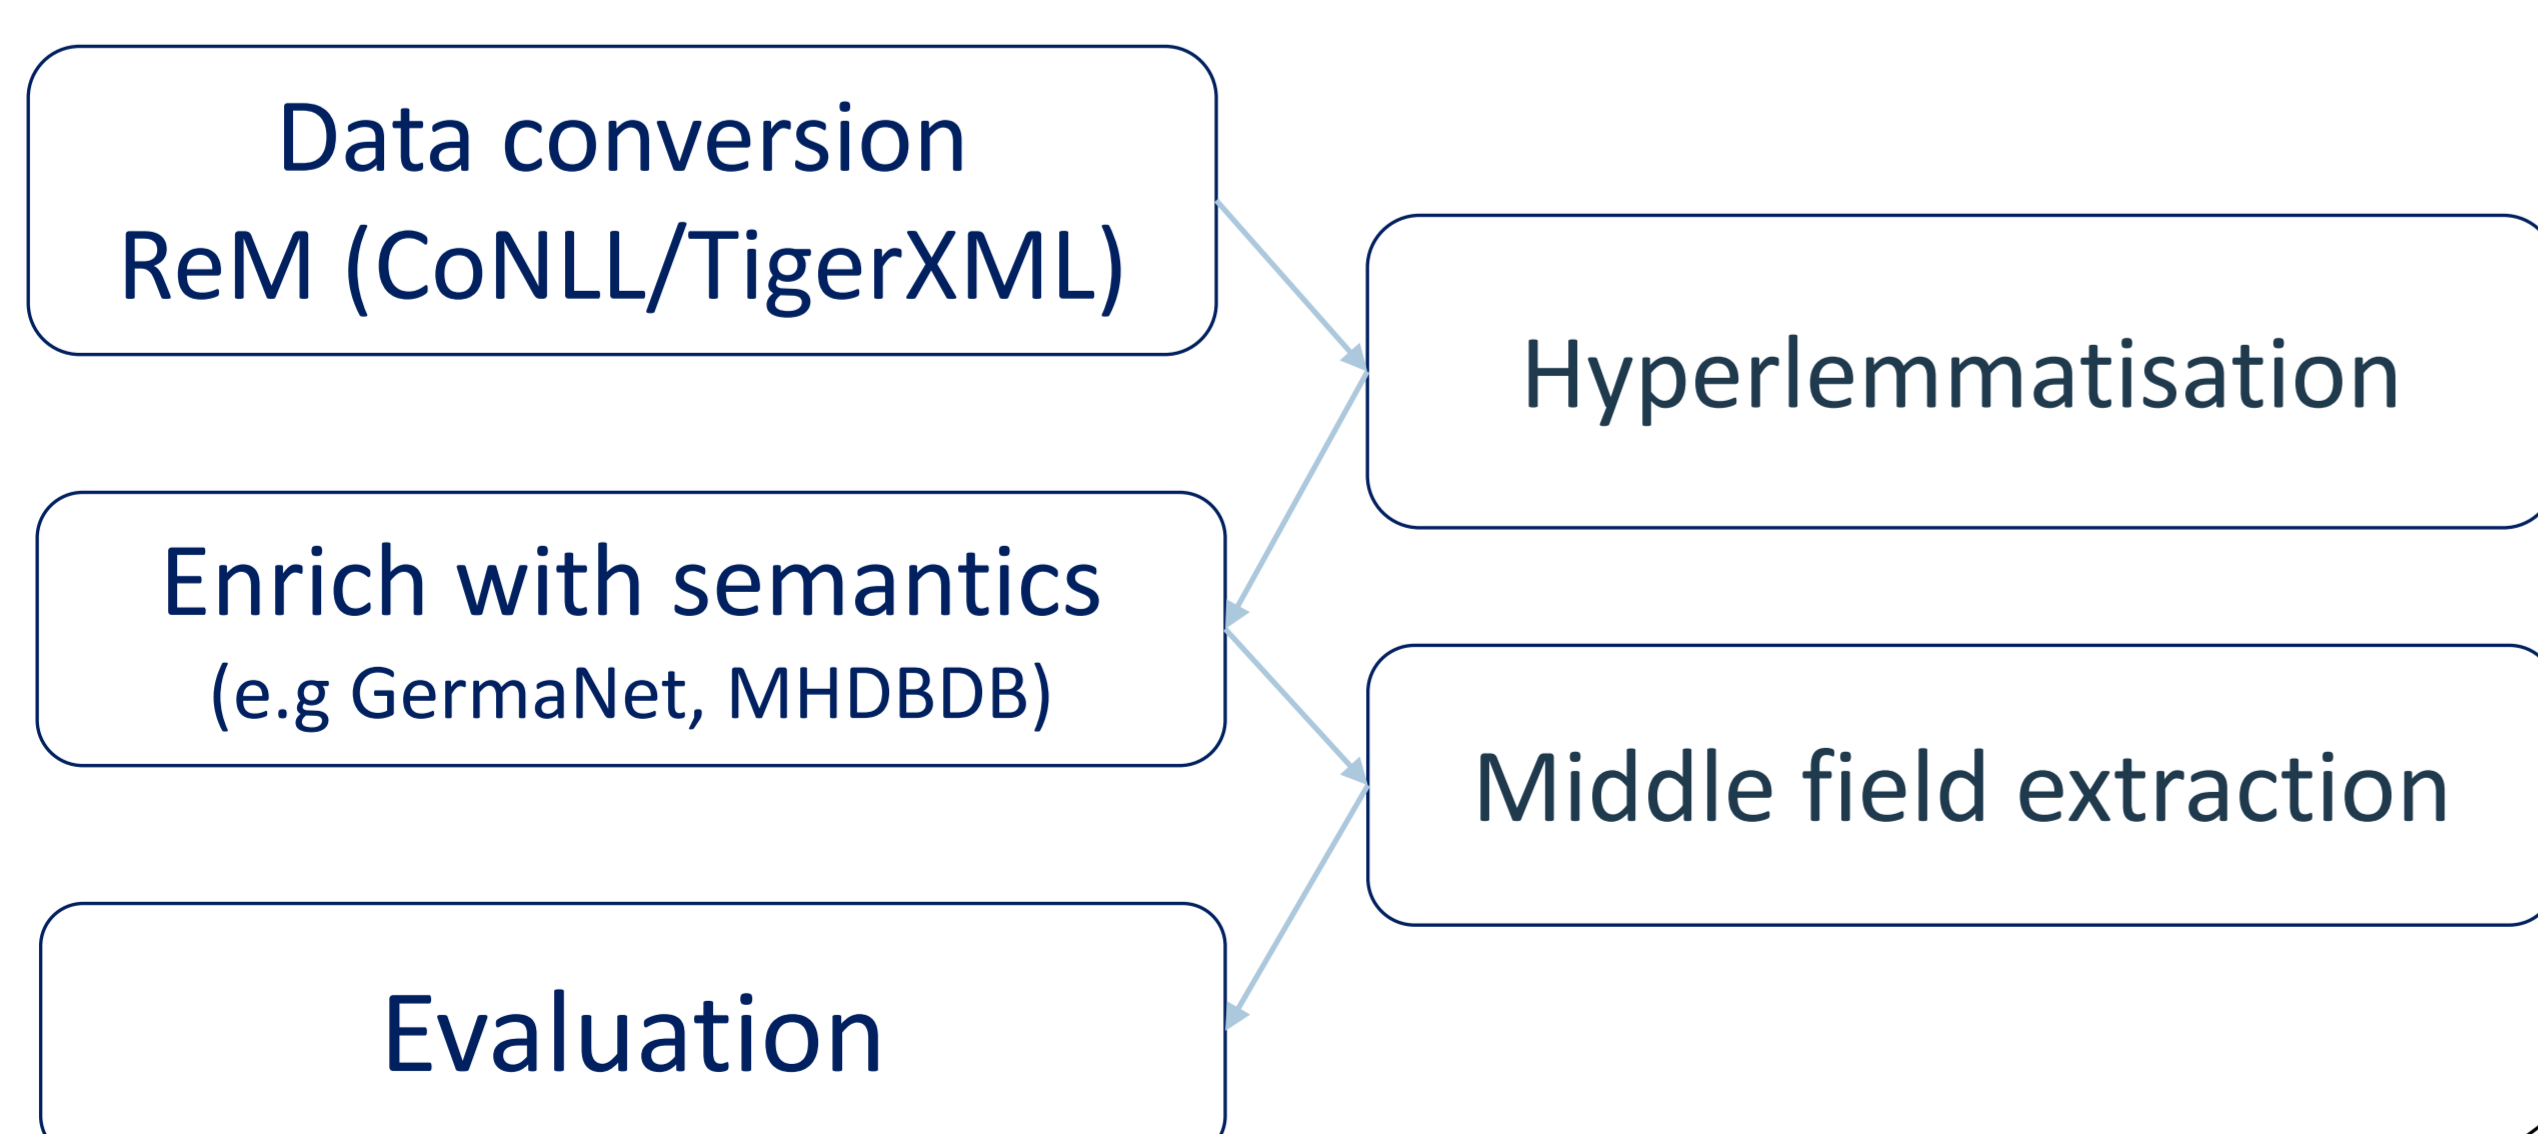 Data conversion
ReM (CoNLL/TigerXML)
Hyperlemmatisation
Enrich with semantics
(e.g GermaNet, MHDBDB)
Middle field extraction
Evaluation